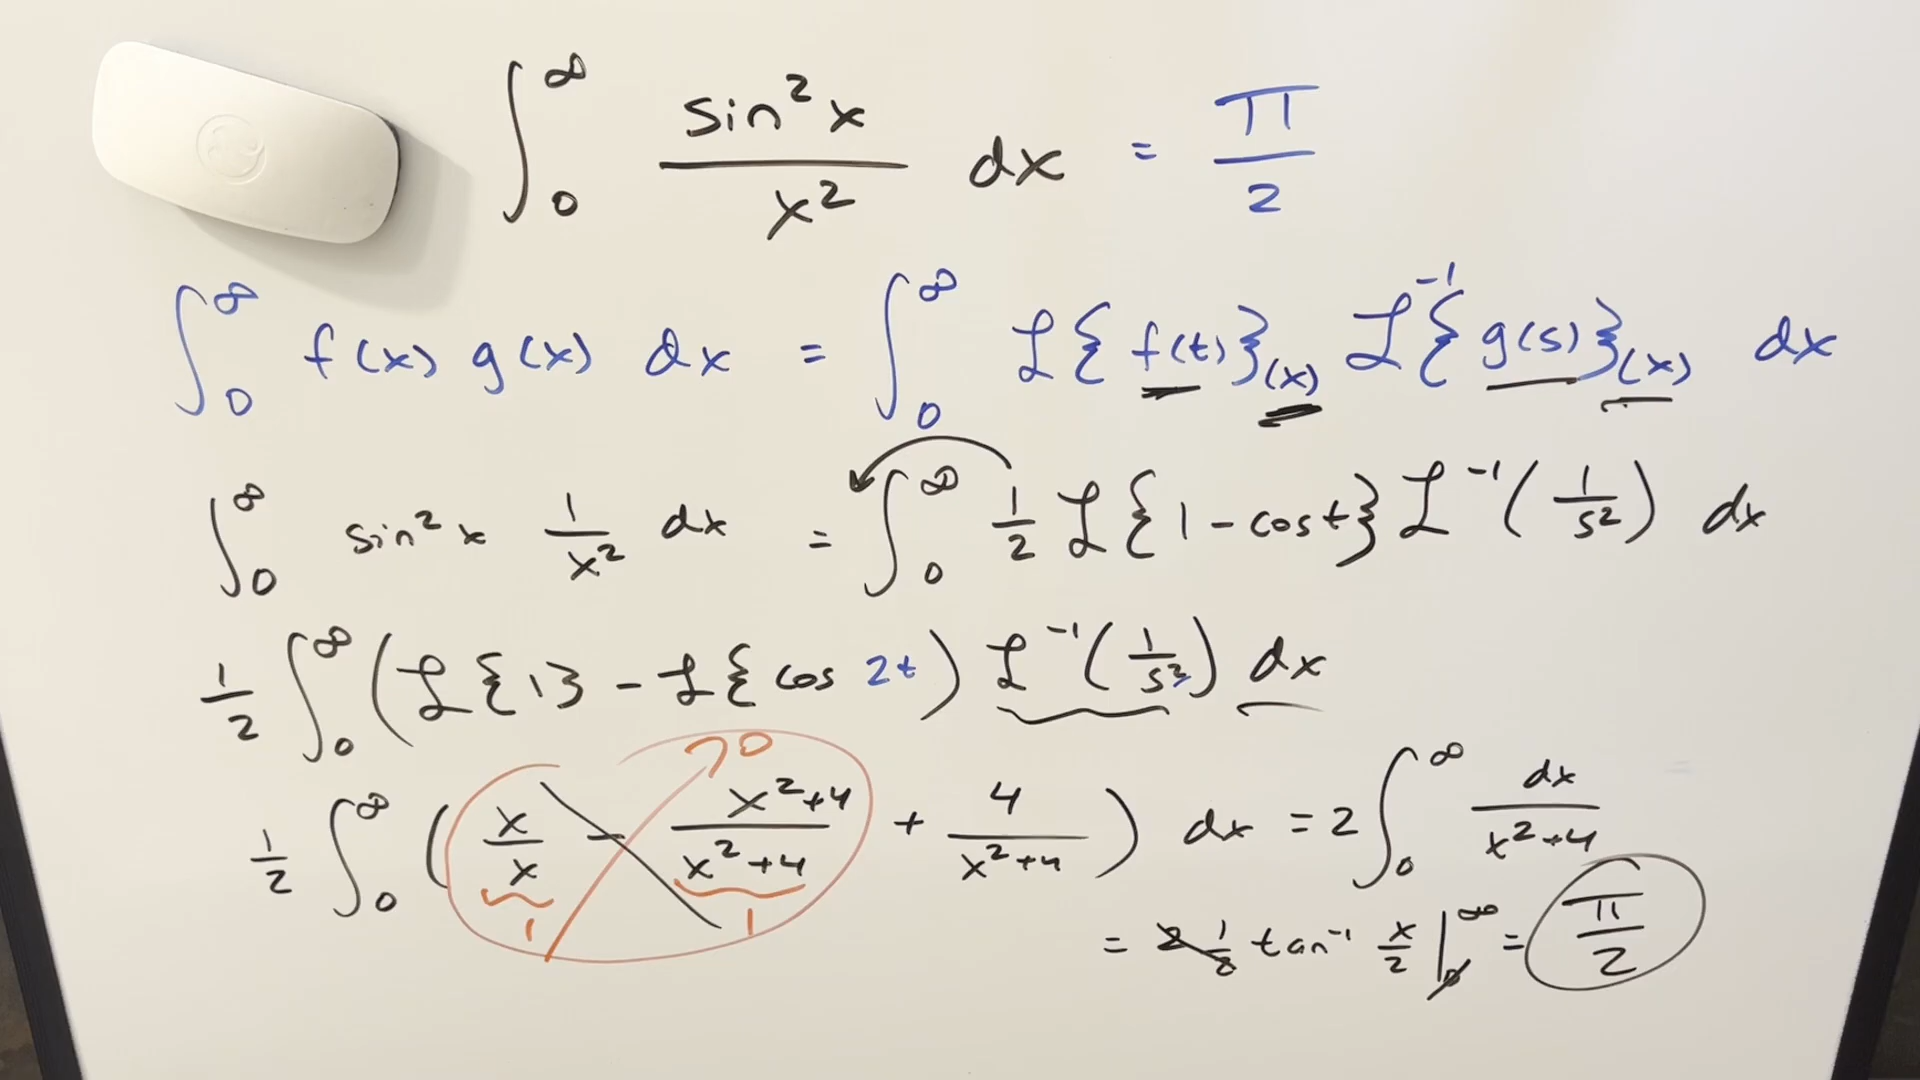 ∫₀^∞ sin²x / x² dx = π/2
∫₀^∞ f(x) g(x) dx = ∫₀^∞ ℒ{f(t)}(x) ℒ⁻¹{g(s)}(x) dx
∫₀^∞ sin²x 1/x² dx = ∫₀^∞ 1/2 ℒ{1-cost} ℒ⁻¹(1/s²) dx
1/2 ∫₀^∞ (ℒ{1} - ℒ{cos 2t) ℒ⁻¹(1/s²) dx
1/2 ∫₀^∞ (x/x - (x²+4)/(x²+4) + 4/(x²+4)) dx = 2 ∫₀^∞ dx/(x²+4)
0
1 1
= 2 1/2 tan⁻¹ x/2 |₀^∞ = π/2